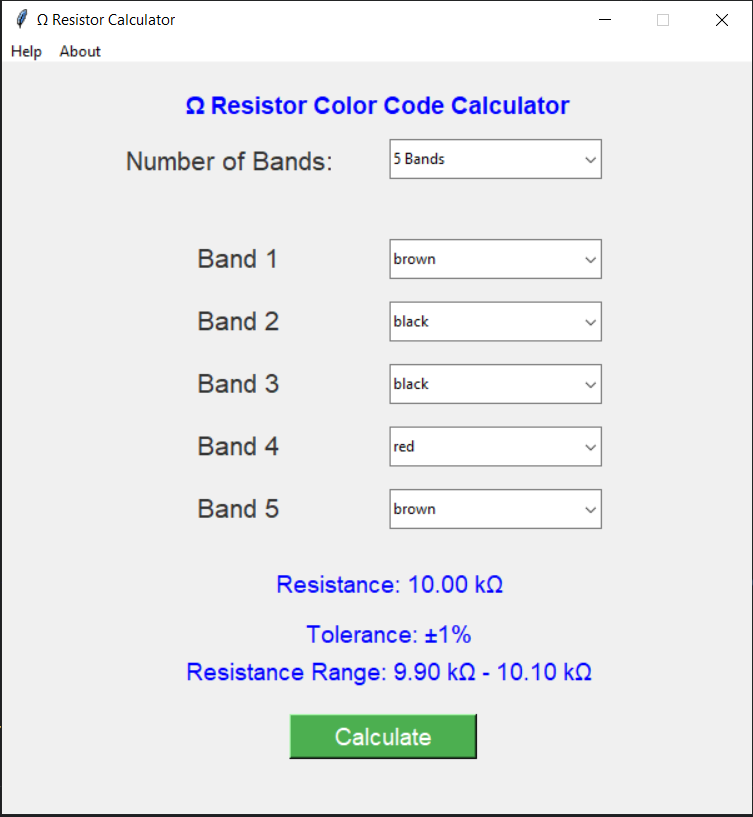 Ω Resistor Calculator
Help About
Ω Resistor Color Code Calculator
Number of Bands: 5 Bands
Band 1 brown
Band 2 black
Band 3 black
Band 4 red
Band 5 brown
Resistance: 10.00 kΩ
Tolerance: ±1%
Resistance Range: 9.90 kΩ - 10.10 kΩ
Calculate